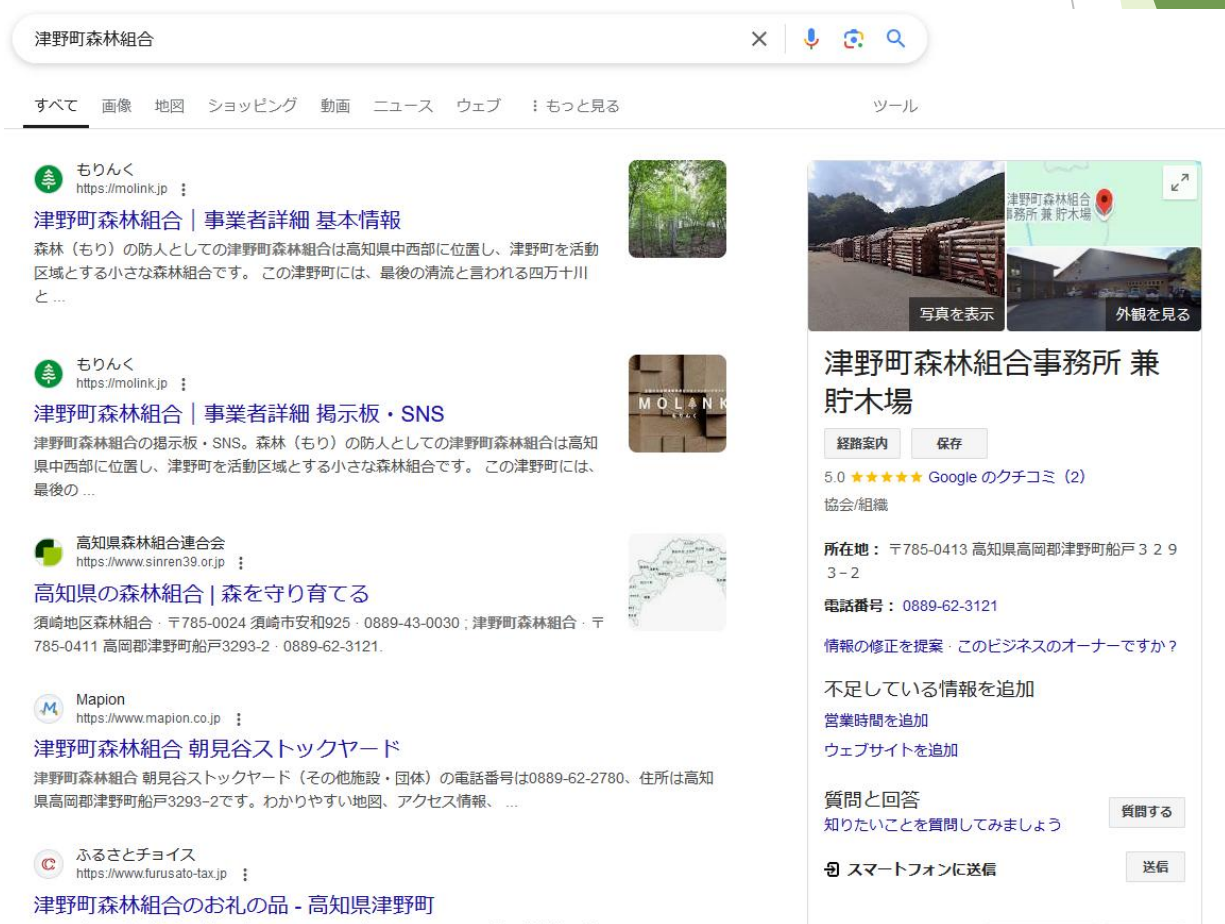 津野町森林組合
すべて 画像 地図 ショッピング 動画 ニュース ウェブ もっと見る ツール
もりんく
https://molink.jp
津野町森林組合｜事業者詳細 基本情報
森林（もり）の防人としての津野町森林組合は高知県中西部に位置し、津野町を活動
区域とする小さな森林組合です。 この津野町には、最後の清流と言われる四万十川
と ...
もりんく
https://molink.jp
津野町森林組合｜事業者詳細 掲示板・SNS
津野町森林組合の掲示板・SNS。森林（もり）の防人としての津野町森林組合は高知
県中西部に位置し、津野町を活動区域とする小さな森林組合です。 この津野町には、
最後の ...
MOLINK
もりんく
高知県森林組合連合会
https://www.sinren39.or.jp
高知県の森林組合 | 森を守り育てる
須崎地区森林組合 · 〒785-0024 須崎市安和925 · 0889-43-0030 ; 津野町森林組合 · 〒
785-0411 高岡郡津野町船戸3293-2 · 0889-62-3121.
Mapion
https://www.mapion.co.jp
津野町森林組合 朝見谷ストックヤード
津野町森林組合 朝見谷ストックヤード（その他施設・団体）の電話番号は0889-62-2780、住所は高知
県高岡郡津野町船戸3293−2です。わかりやすい地図、アクセス情報、 ...
ふるさとチョイス
https://www.furusato-tax.jp
津野町森林組合のお礼の品 - 高知県津野町
津野町森林組合
事務所 兼 貯木場
写真を表示
外観を見る
津野町森林組合事務所 兼
貯木場
経路案内 保存
5.0 ★★★★★ Google のクチコミ（2）
協会/組織
所在地： 〒785-0413 高知県高岡郡津野町船戸３２９
３−２
電話番号： 0889-62-3121
情報の修正を提案 · このビジネスのオーナーですか？
不足している情報を追加
営業時間を追加
ウェブサイトを追加
質問と回答
知りたいことを質問してみましょう
質問する
スマートフォンに送信
送信